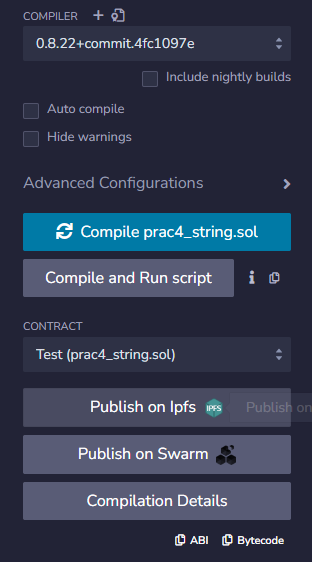 COMPILER
0.8.22+commit.4fc1097e
Include nightly builds
Auto compile
Hide warnings
Advanced Configurations
Compile prac4_string.sol
Compile and Run script
CONTRACT
Test (prac4_string.sol)
Publish on Ipfs IPFS Publish on
Publish on Swarm
Compilation Details
ABI Bytecode